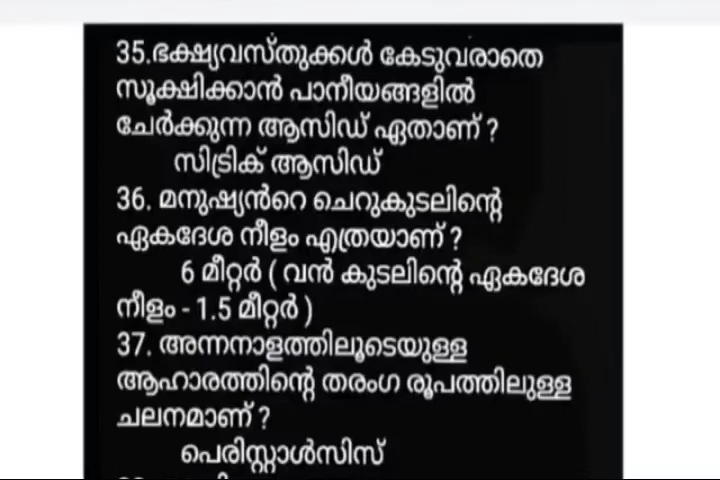 35.ഭക്ഷ്യവസ്തുക്കൾ കേടുവരാതെ
സൂക്ഷിക്കാൻ പാനീയങ്ങളിൽ
ചേർക്കുന്ന ആസിഡ് ഏതാണ് ?
സിട്രിക് ആസിഡ്
36. മനുഷ്യൻറെ ചെറുകുടലിന്റെ
ഏകദേശ നീളം എത്രയാണ് ?
6 മീറ്റർ ( വൻ കുടലിന്റെ ഏകദേശ
നീളം - 1.5 മീറ്റർ )
37. അന്നനാളത്തിലൂടെയുള്ള
ആഹാരത്തിന്റെ തരംഗ രൂപത്തിലുള്ള
ചലനമാണ് ?
പെരിസ്റ്റാൾസിസ്